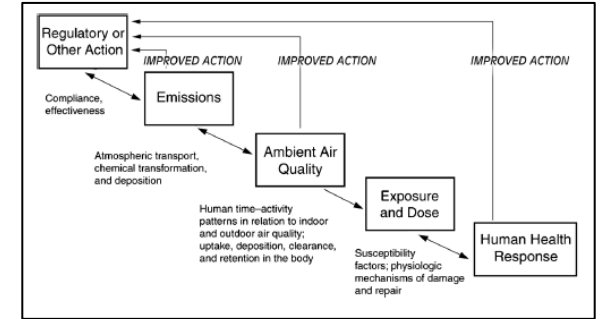 Regulatory or
Other Action
IMPROVED ACTION
IMPROVED ACTION
IMPROVED ACTION
Compliance,
effectiveness
Emissions
Atmospheric transport,
chemical transformation,
and deposition
Ambient Air
Quality
Human time–activity
patterns in relation to indoor
and outdoor air quality;
uptake, deposition, clearance,
and retention in the body
Exposure
and Dose
Susceptibility
factors; physiologic
mechanisms of damage
and repair
Human Health
Response